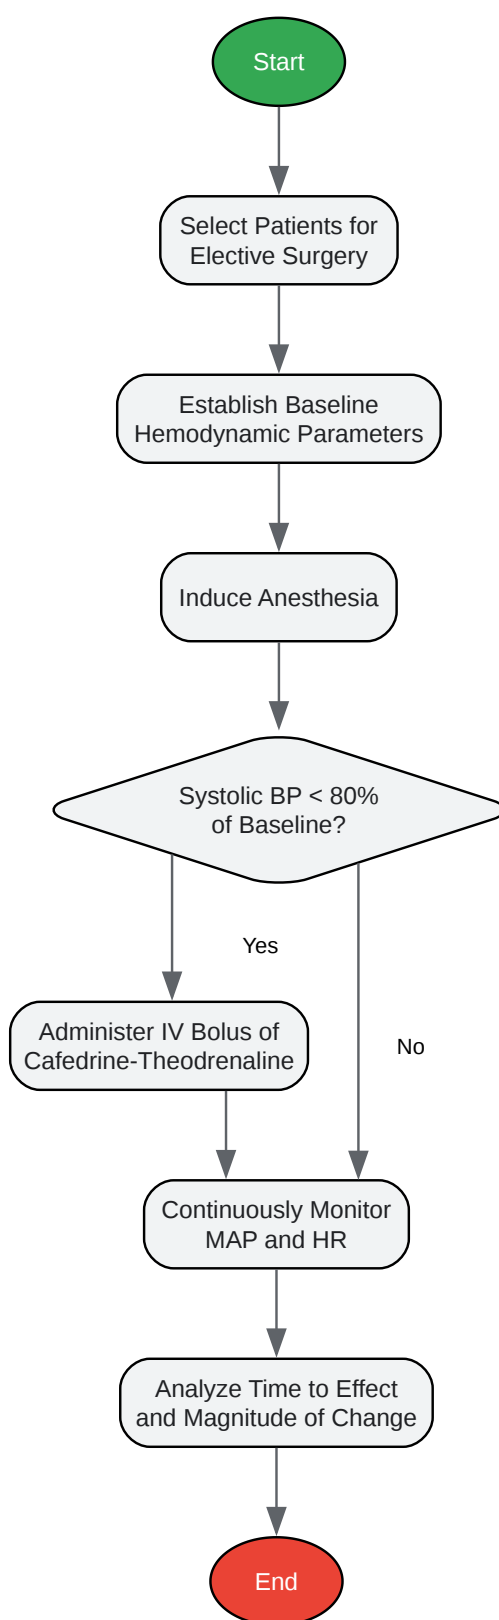 Start
Select Patients for
Elective Surgery
Establish Baseline
Hemodynamic Parameters
Induce Anesthesia
Systolic BP < 80%
of Baseline?
Yes
Administer IV Bolus of
Cafedrine-Theodrenaline
No
Continuously Monitor
MAP and HR
Analyze Time to Effect
and Magnitude of Change
End